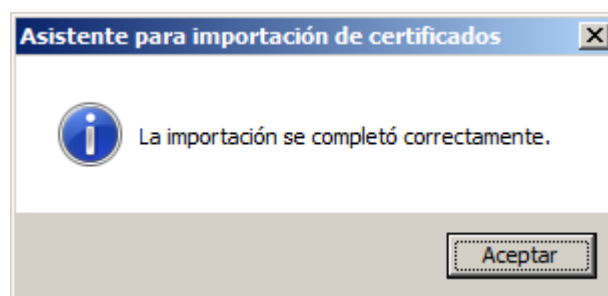 Asistente para importación de certificados
La importación se completó correctamente.
Aceptar